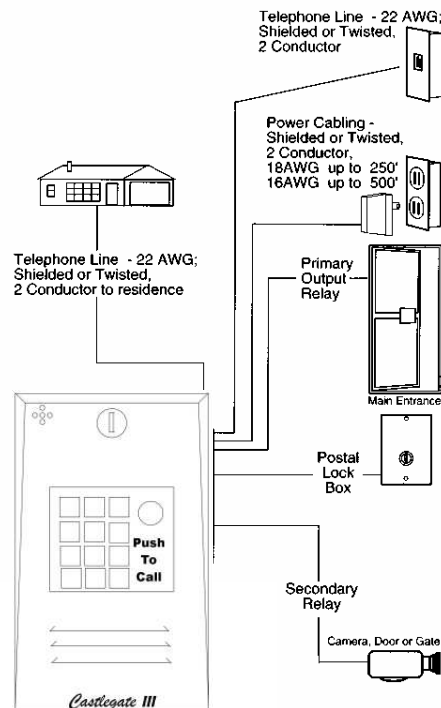 Telephone Line - 22 AWG;
Shielded or Twisted,
2 Conductor
Power Cabling -
Shielded or Twisted,
2 Conductor,
18AWG up to 250'
16AWG up to 500'
Telephone Line - 22 AWG;
Shielded or Twisted,
2 Conductor to residence
Primary
Output
Relay
Main Entrance
Postal
Lock
Box
Push
To
Call
Secondary
Relay
Camera, Door or Gate
Castlegate III